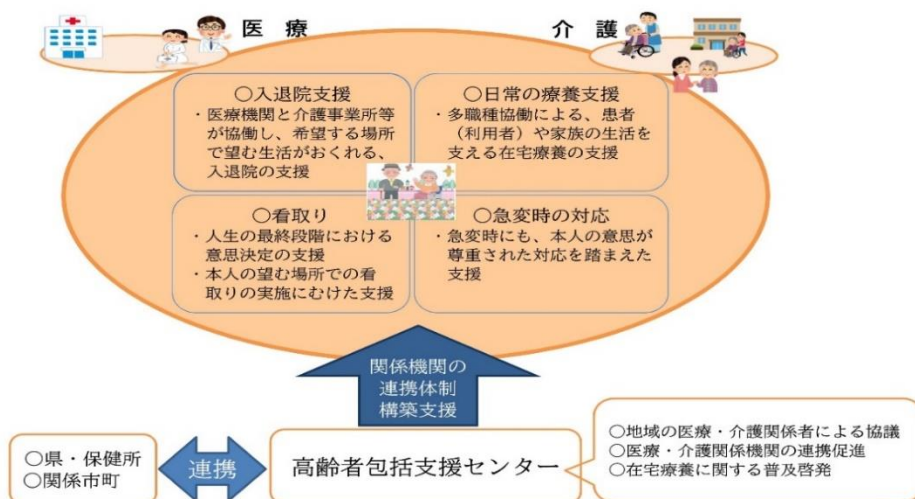 医療
介護
○入退院支援
・医療機関と介護事業所等
が協働し、希望する場所
で望む生活がおくれる、
入退院の支援
○日常の療養支援
・多職種協働による、患者
（利用者）や家族の生活を
支える在宅療養の支援
○看取り
・人生の最終段階における
意思決定の支援
・本人の望む場所での看
取りの実施にむけた支援
○急変時の対応
・急変時にも、本人の意思が
尊重された対応を踏まえた
支援
関係機関の
連携体制
構築支援
○県・保健所
○関係市町
連携
高齢者包括支援センター
○地域の医療・介護関係者による協議
○医療・介護関係機関の連携促進
○在宅療養に関する普及啓発